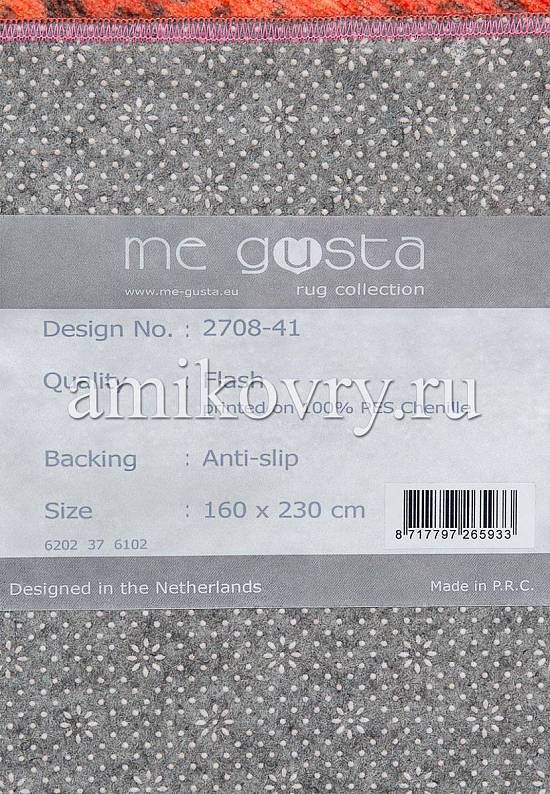 me gusta
www.me-gusta.eu rug collection
Design No. : 2708-41
Quality : Flash
amikovry.ru
printed on 100% PES Chenille
Backing : Anti-slip
Size : 160 x 230 cm
8 717797 265933
6202 37 6102
Designed in the Netherlands Made in P.R.C.